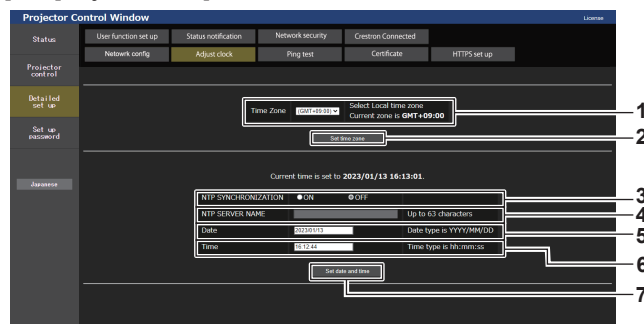 Projector Control Window
License
Status
User function set up
Status notification
Network security
Crestron Connected
Netowrk config
Adjust clock
Ping test
Certificate
HTTPS set up
Projector
control
Detailed
set up
Set up
password
Japanese
Time Zone
(GMT+09:00)
Select Local time zone
Current zone is GMT+09:00
1
Set time zone
2
Current time is set to 2023/01/13 16:13:01.
NTP SYNCHRONIZATION
ON
OFF
3
NTP SERVER NAME
Up to 63 characters
4
Date
2023/01/13
Date type is YYYY/MM/DD
5
Time
16:12:44
Time type is hh:mm:ss
6
Set date and time
7